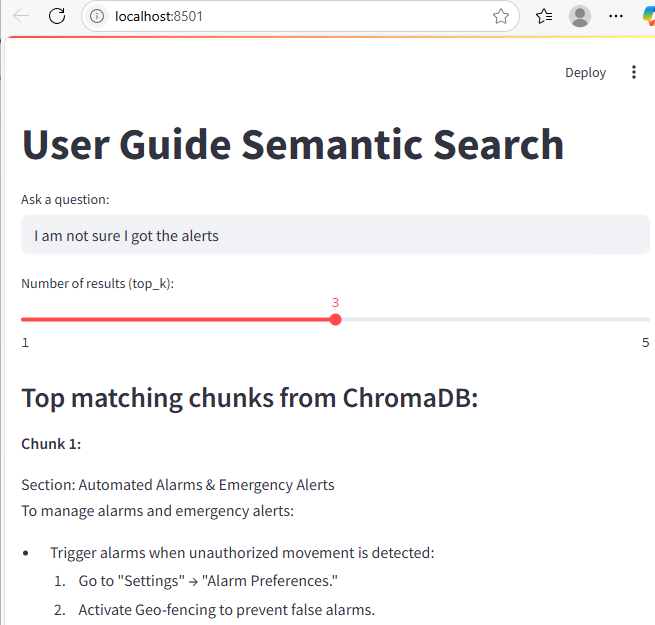 localhost:8501
Deploy
User Guide Semantic Search
Ask a question:
I am not sure I got the alerts
Number of results (top_k):
3
1
5
Top matching chunks from ChromaDB:
Chunk 1:
Section: Automated Alarms & Emergency Alerts
To manage alarms and emergency alerts:
• Trigger alarms when unauthorized movement is detected:
1. Go to "Settings" → "Alarm Preferences."
2. Activate Geo-fencing to prevent false alarms.